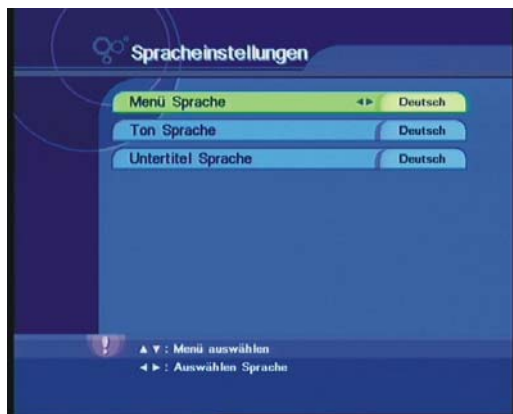 Spracheinstellungen
Menü Sprache ◄► Deutsch
Ton Sprache Deutsch
Untertitel Sprache Deutsch
! ▲ ▼ : Menü auswählen
◄ ► : Auswählen Sprache